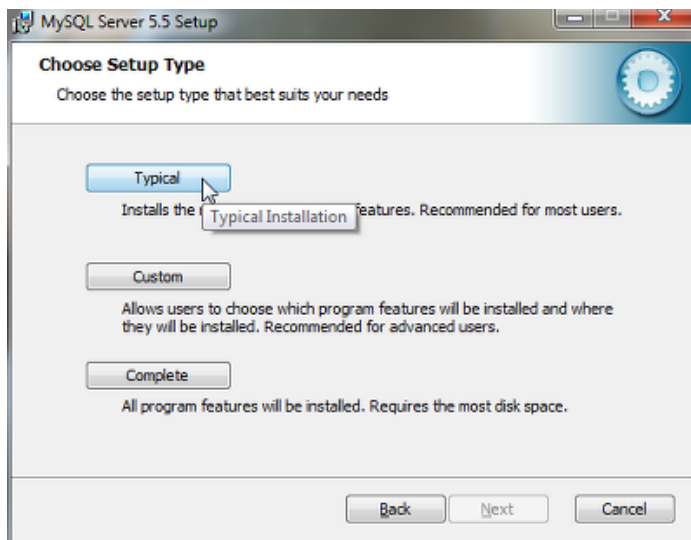 MySQL Server 5.5 Setup
Choose Setup Type
Choose the setup type that best suits your needs
Typical
Installs the features. Recommended for most users.
Typical Installation
Custom
Allows users to choose which program features will be installed and where
they will be installed. Recommended for advanced users.
Complete
All program features will be installed. Requires the most disk space.
Back Next Cancel